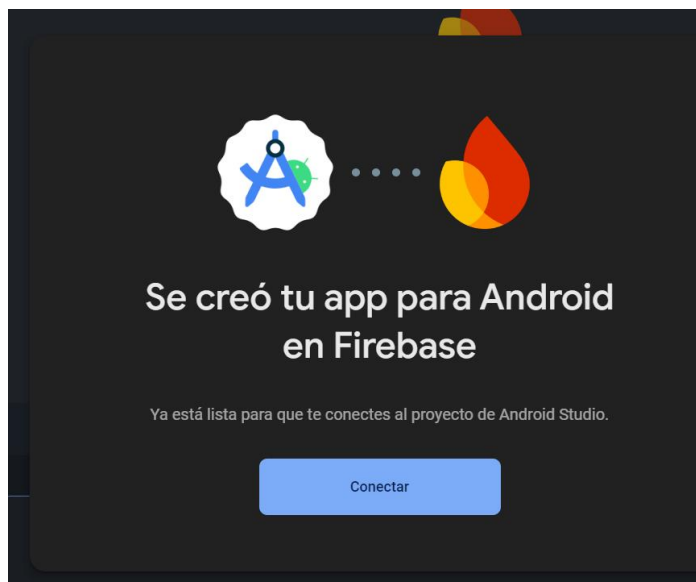 Se creó tu app para Android
en Firebase
Ya está lista para que te conectes al proyecto de Android Studio.
Conectar